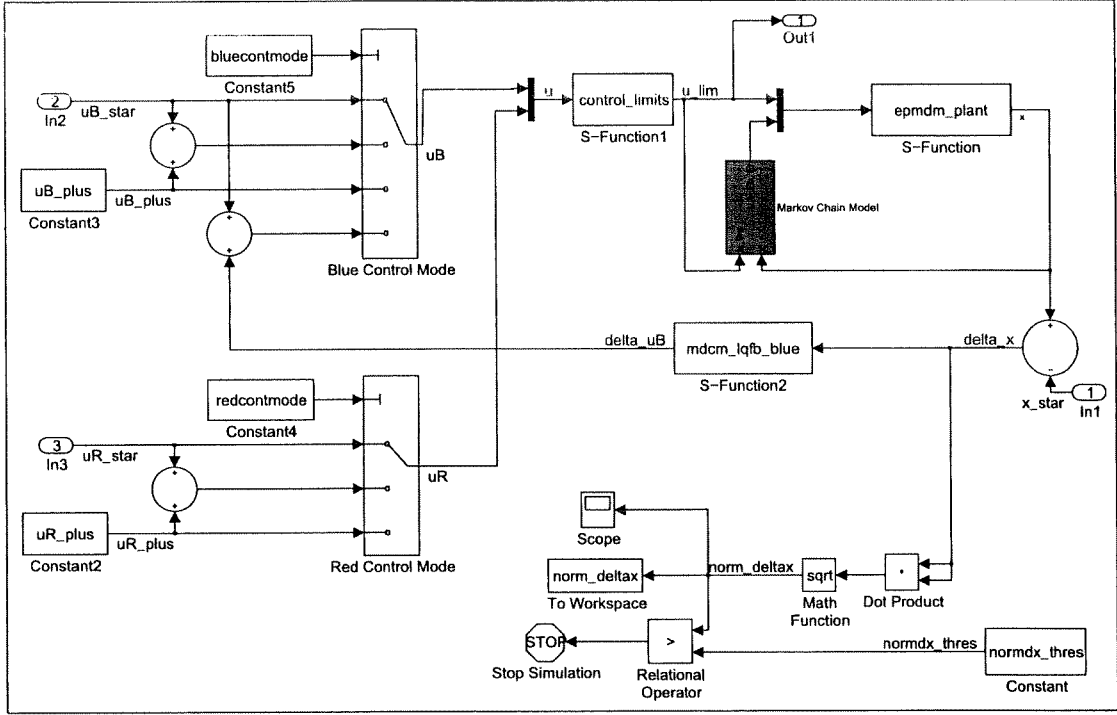 1
Out1
bluecontmode
Constant5
2
In2
uB_star
uB_plus
Constant3
uB_plus
uB
Blue Control Mode
u
control_limits
S-Function1
u_lim
epmdm_plant
S-Function
x
Markov Chain Model
delta_uB
mdcm_lqfb_blue
S-Function2
delta_x
x_star
1
In1
redcontmode
Constant4
3
In3
uR_star
uR_plus
Constant2
uR_plus
uR
Red Control Mode
Scope
norm_deltax
To Workspace
norm_deltax
sqrt
Math
Function
Dot Product
STOP
Stop Simulation
>
Relational
Operator
normdx_thres
normdx_thres
Constant